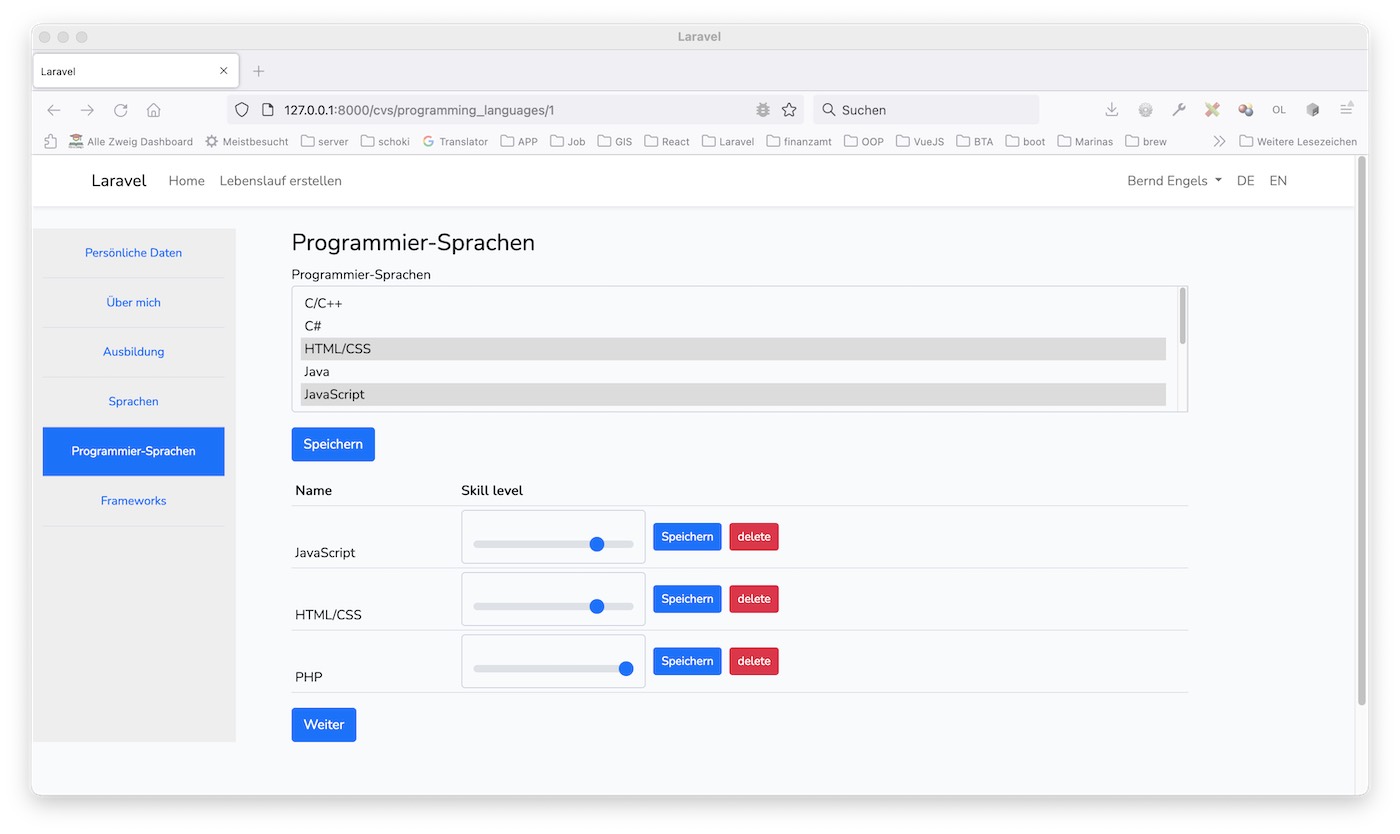 Laravel
Laravel
127.0.0.1:8000/cvs/programming_languages/1 Suchen OL
Alle Zweig Dashboard Meistbesucht server schoki Translator APP Job GIS React Laravel finanzamt OOP VueJS BTA boot Marinas brew Weitere Lesezeichen
Laravel Home Lebenslauf erstellen Bernd Engels DE EN
Persönliche Daten
Über mich
Ausbildung
Sprachen
Programmier-Sprachen
Frameworks
Programmier-Sprachen
Programmier-Sprachen
C/C++
C#
HTML/CSS
Java
JavaScript
Speichern
Name Skill level
JavaScript Speichern delete
HTML/CSS Speichern delete
PHP Speichern delete
Weiter